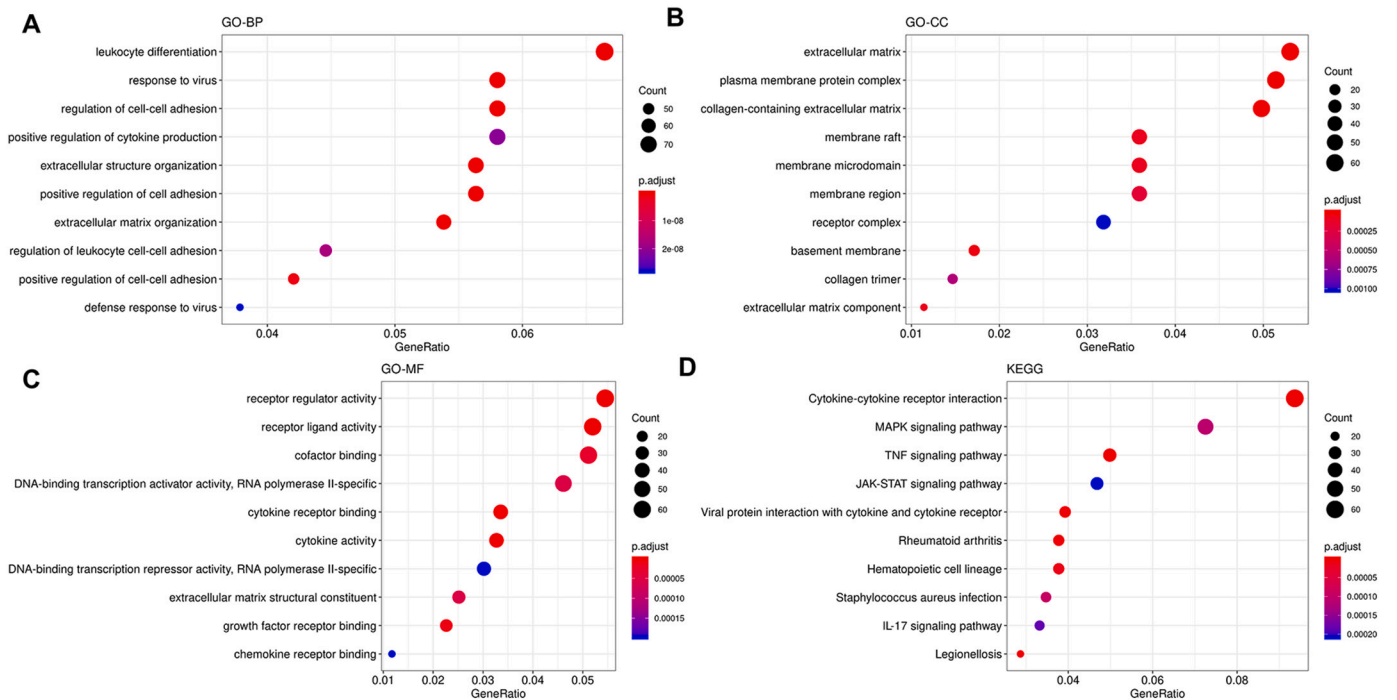 A
GO-BP
leukocyte differentiation
response to virus
regulation of cell-cell adhesion
positive regulation of cytokine production
extracellular structure organization
positive regulation of cell adhesion
extracellular matrix organization
regulation of leukocyte cell-cell adhesion
positive regulation of cell-cell adhesion
defense response to virus
0.04 0.05 0.06
GeneRatio
Count
50
60
70
p.adjust
1e-08
2e-08
B
GO-CC
extracellular matrix
plasma membrane protein complex
collagen-containing extracellular matrix
membrane raft
membrane microdomain
membrane region
receptor complex
basement membrane
collagen trimer
extracellular matrix component
0.01 0.02 0.03 0.04 0.05
GeneRatio
Count
20
30
40
50
60
p.adjust
0.00025
0.00050
0.00075
0.00100
C
GO-MF
receptor regulator activity
receptor ligand activity
cofactor binding
DNA-binding transcription activator activity, RNA polymerase II-specific
cytokine receptor binding
cytokine activity
DNA-binding transcription repressor activity, RNA polymerase II-specific
extracellular matrix structural constituent
growth factor receptor binding
chemokine receptor binding
0.01 0.02 0.03 0.04 0.05
GeneRatio
Count
20
30
40
50
60
p.adjust
0.00005
0.00010
0.00015
D
KEGG
Cytokine-cytokine receptor interaction
MAPK signaling pathway
TNF signaling pathway
JAK-STAT signaling pathway
Viral protein interaction with cytokine and cytokine receptor
Rheumatoid arthritis
Hematopoietic cell lineage
Staphylococcus aureus infection
IL-17 signaling pathway
Legionellosis
0.04 0.06 0.08
GeneRatio
Count
20
30
40
50
60
p.adjust
0.00005
0.00010
0.00015
0.00020